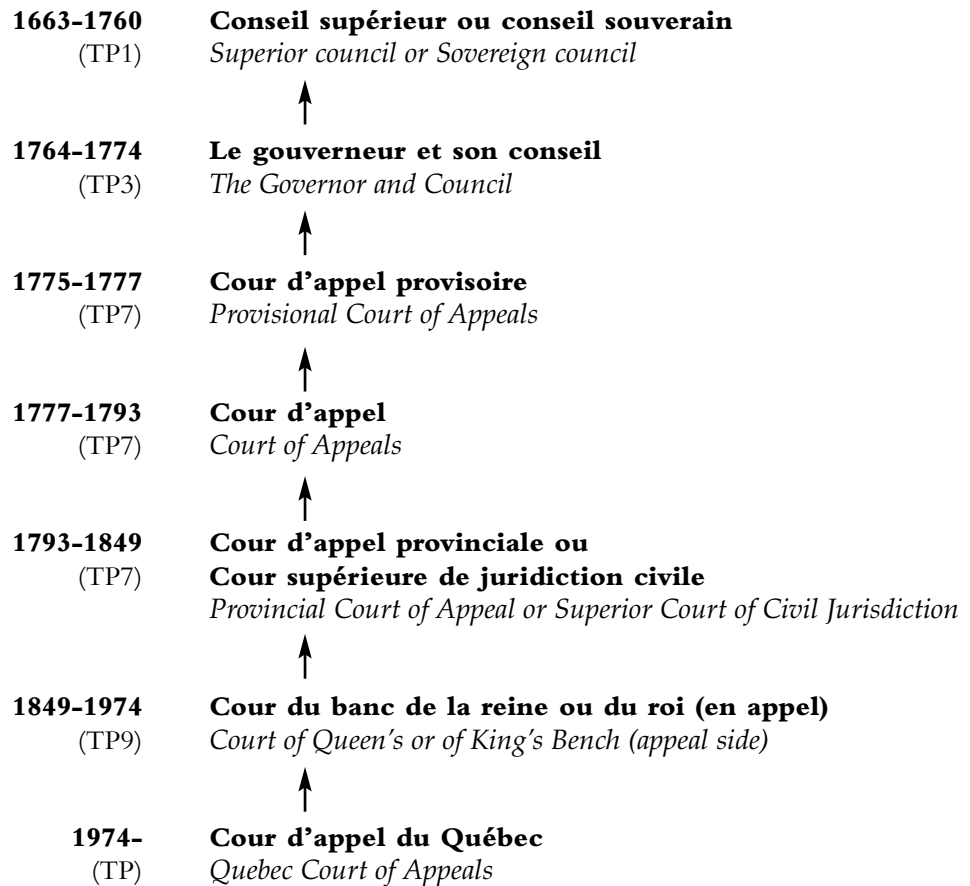 1663-1760 Conseil supérieur ou conseil souverain
(TP1) Superior council or Sovereign council
1764-1774 Le gouverneur et son conseil
(TP3) The Governor and Council
1775-1777 Cour d'appel provisoire
(TP7) Provisional Court of Appeals
1777-1793 Cour d'appel
(TP7) Court of Appeals
1793-1849 Cour d'appel provinciale ou
(TP7) Cour supérieure de juridiction civile
Provincial Court of Appeal or Superior Court of Civil Jurisdiction
1849-1974 Cour du banc de la reine ou du roi (en appel)
(TP9) Court of Queen's or of King's Bench (appeal side)
1974- Cour d'appel du Québec
(TP) Quebec Court of Appeals